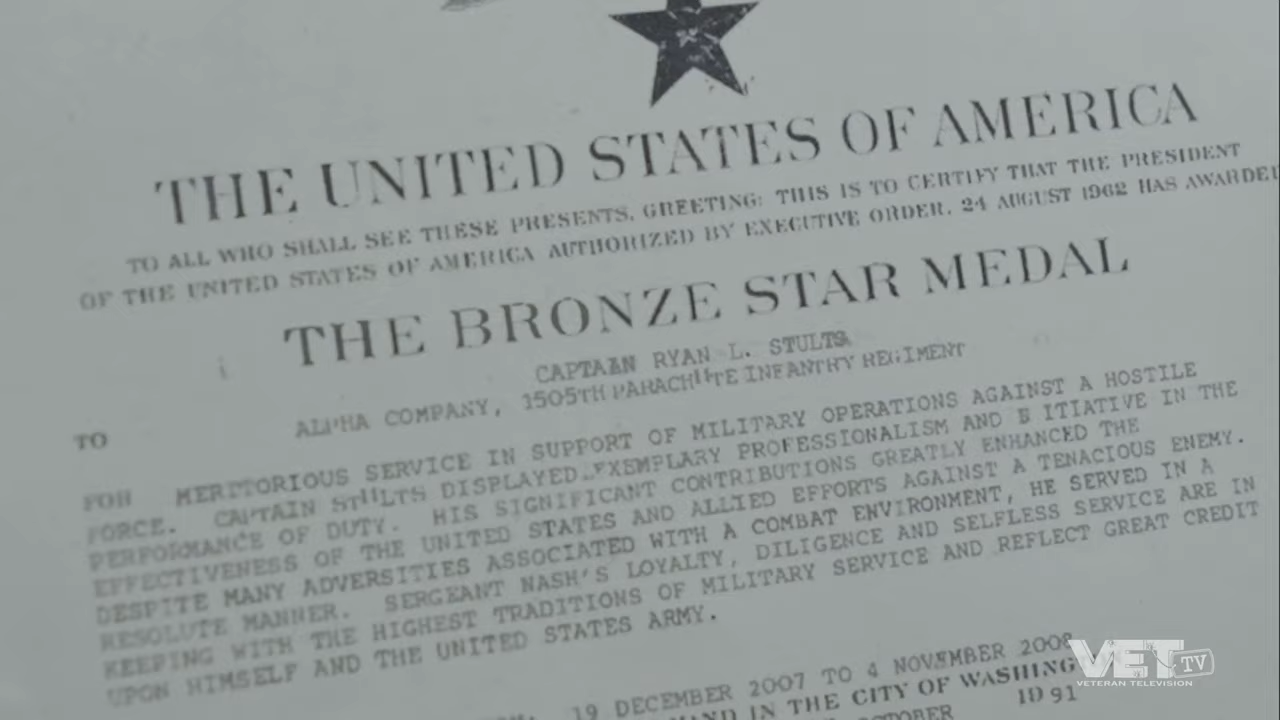 THE UNITED STATES OF AMERICA
TO ALL WHO SHALL SEE THESE PRESENTS, GREETING: THIS IS TO CERTIFY THAT THE PRESIDENT
OF THE UNITED STATES OF AMERICA AUTHORIZED BY EXECUTIVE ORDER, 24 AUGUST 1962 HAS AWARDED
THE BRONZE STAR MEDAL
CAPTAIN RYAN L. STULTS
TO ALPHA COMPANY, 1505TH PARACHUTE INFANTRY REGIMENT
FOR MERITORIOUS SERVICE IN SUPPORT OF MILITARY OPERATIONS AGAINST A HOSTILE
FORCE. CAPTAIN STULTS DISPLAYED EXEMPLARY PROFESSIONALISM AND ITIATIVE IN THE
PERFORMANCE OF DUTY. HIS SIGNIFICANT CONTRIBUTIONS GREATLY ENHANCED THE
EFFECTIVENESS OF THE UNITED STATES AND ALLIED EFFORTS AGAINST A TENACIOUS ENEMY.
DESPITE MANY ADVERSITIES ASSOCIATED WITH A COMBAT ENVIRONMENT, HE SERVED IN A
RESOLUTE MANNER. SERGEANT NASH'S LOYALTY, DILIGENCE AND SELFLESS SERVICE ARE IN
KEEPING WITH THE HIGHEST TRADITIONS OF MILITARY SERVICE AND REFLECT GREAT CREDIT
UPON HIMSELF AND THE UNITED STATES ARMY.
19 DECEMBER 2007 TO 4 NOVEMBER 2008
IN THE CITY OF WASHING
OCTOBER 1991
VET TV
VETERAN TELEVISION